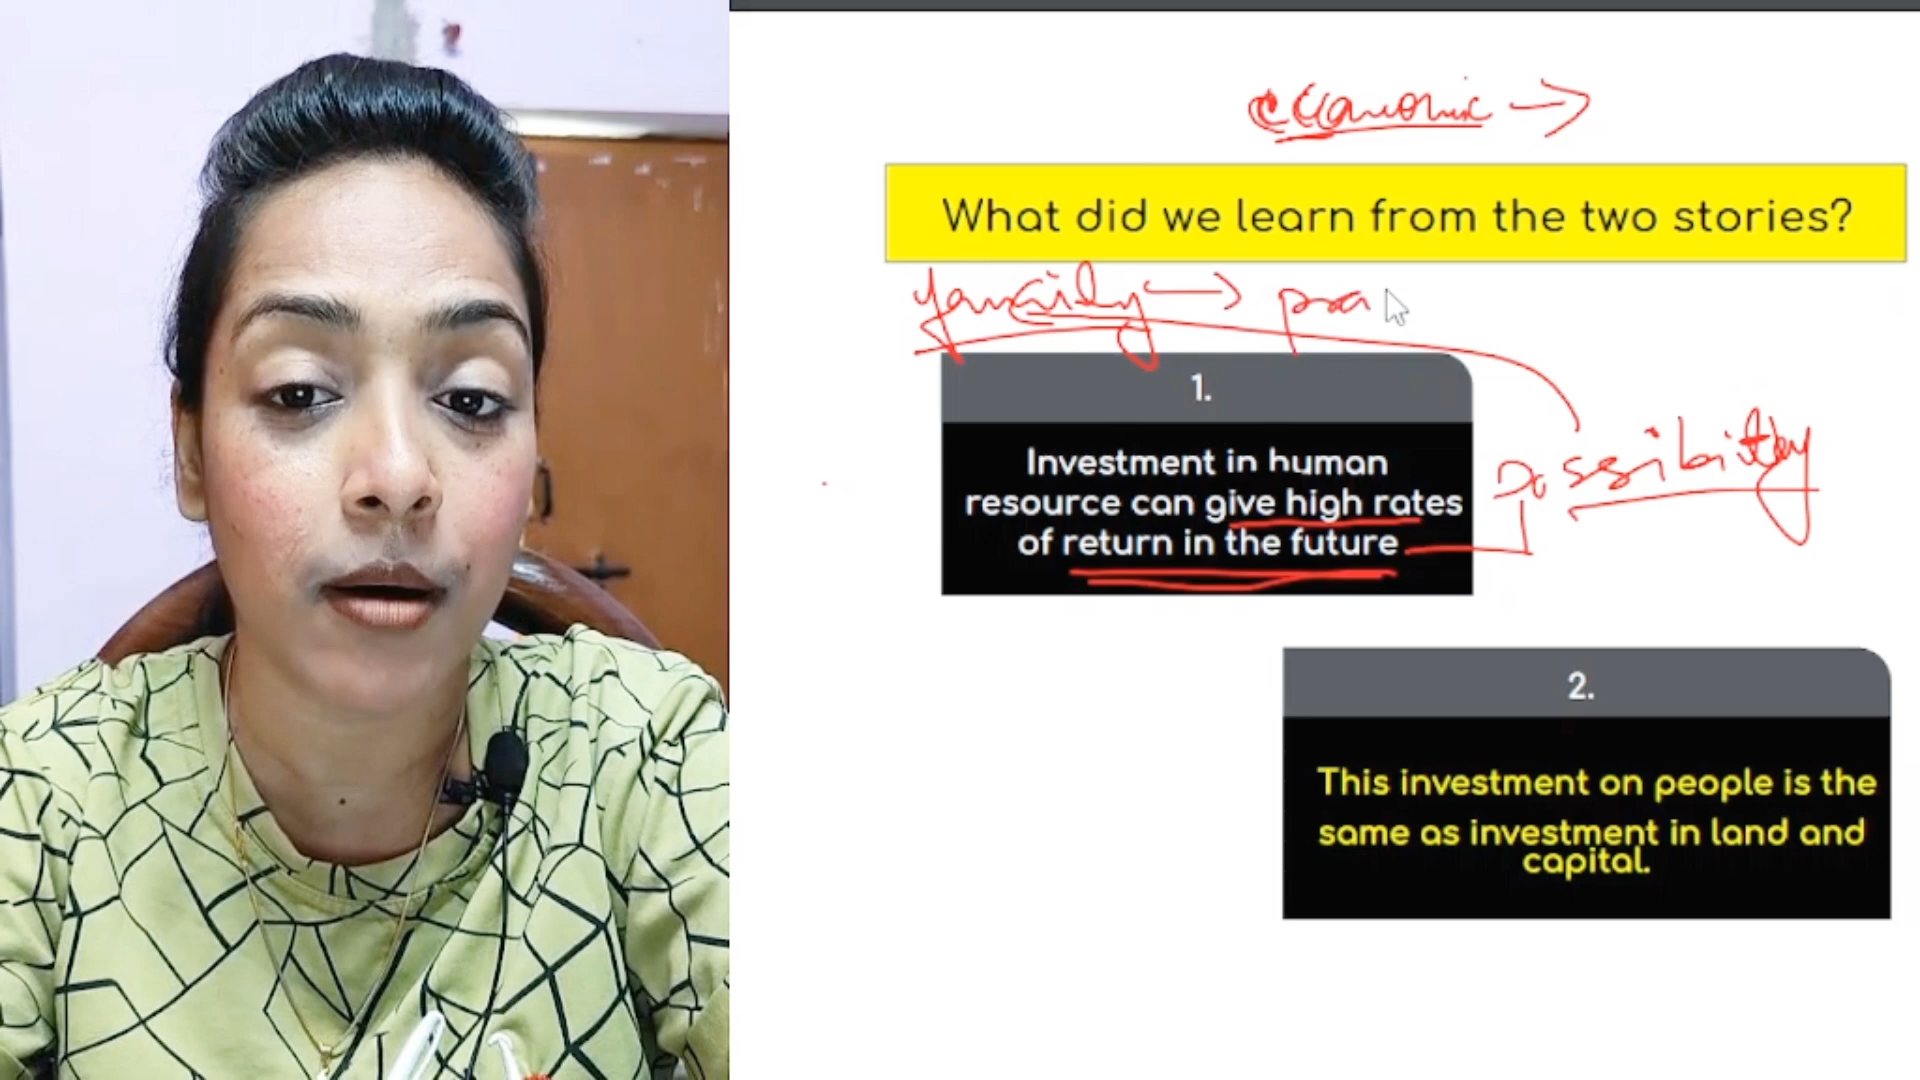 economic →
What did we learn from the two stories?
family → pra
1.
Investment in human
resource can give high rates
of return in the future
possibility
2.
This investment on people is the
same as investment in land and
capital.